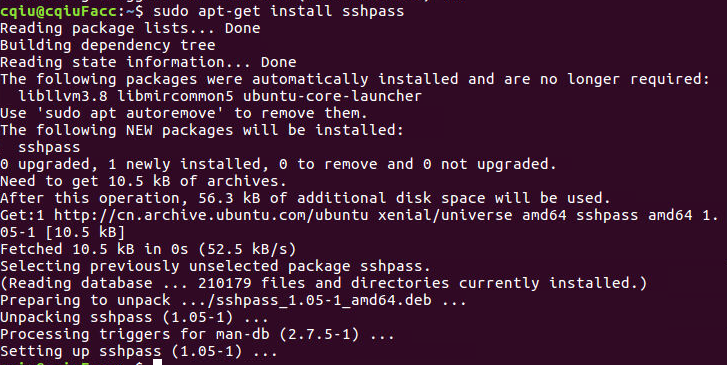 cqiu@cqiuFacc:~$ sudo apt-get install sshpass
Reading package lists... Done
Building dependency tree
Reading state information... Done
The following packages were automatically installed and are no longer required:
  libllvm3.8 libmircommon5 ubuntu-core-launcher
Use 'sudo apt autoremove' to remove them.
The following NEW packages will be installed:
  sshpass
0 upgraded, 1 newly installed, 0 to remove and 0 not upgraded.
Need to get 10.5 kB of archives.
After this operation, 56.3 kB of additional disk space will be used.
Get:1 http://cn.archive.ubuntu.com/ubuntu xenial/universe amd64 sshpass amd64 1.
05-1 [10.5 kB]
Fetched 10.5 kB in 0s (52.5 kB/s)
Selecting previously unselected package sshpass.
(Reading database ... 210179 files and directories currently installed.)
Preparing to unpack .../sshpass_1.05-1_amd64.deb ...
Unpacking sshpass (1.05-1) ...
Processing triggers for man-db (2.7.5-1) ...
Setting up sshpass (1.05-1) ...